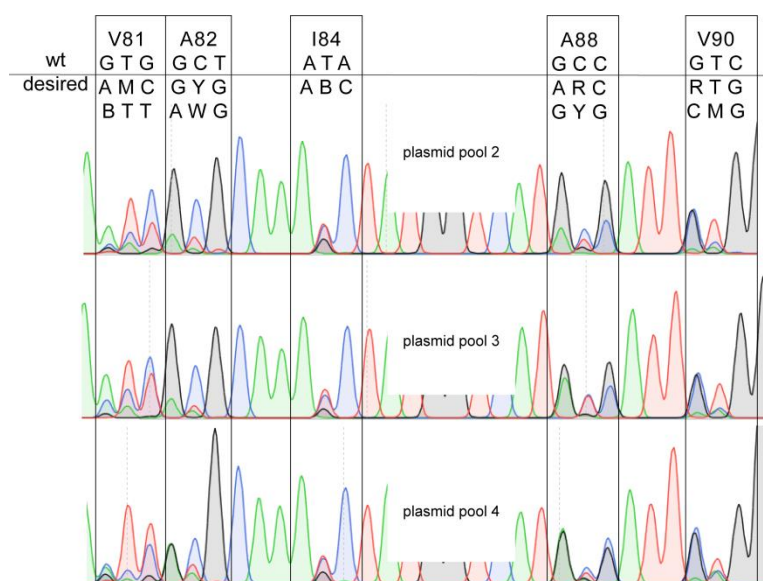 V81 A82 I84 A88 V90
wt G T G G C T A T A G C C G T C
desired A M C G Y G A B C A R C R T G
B T T A W G G Y G C M G
plasmid pool 2
plasmid pool 3
plasmid pool 4